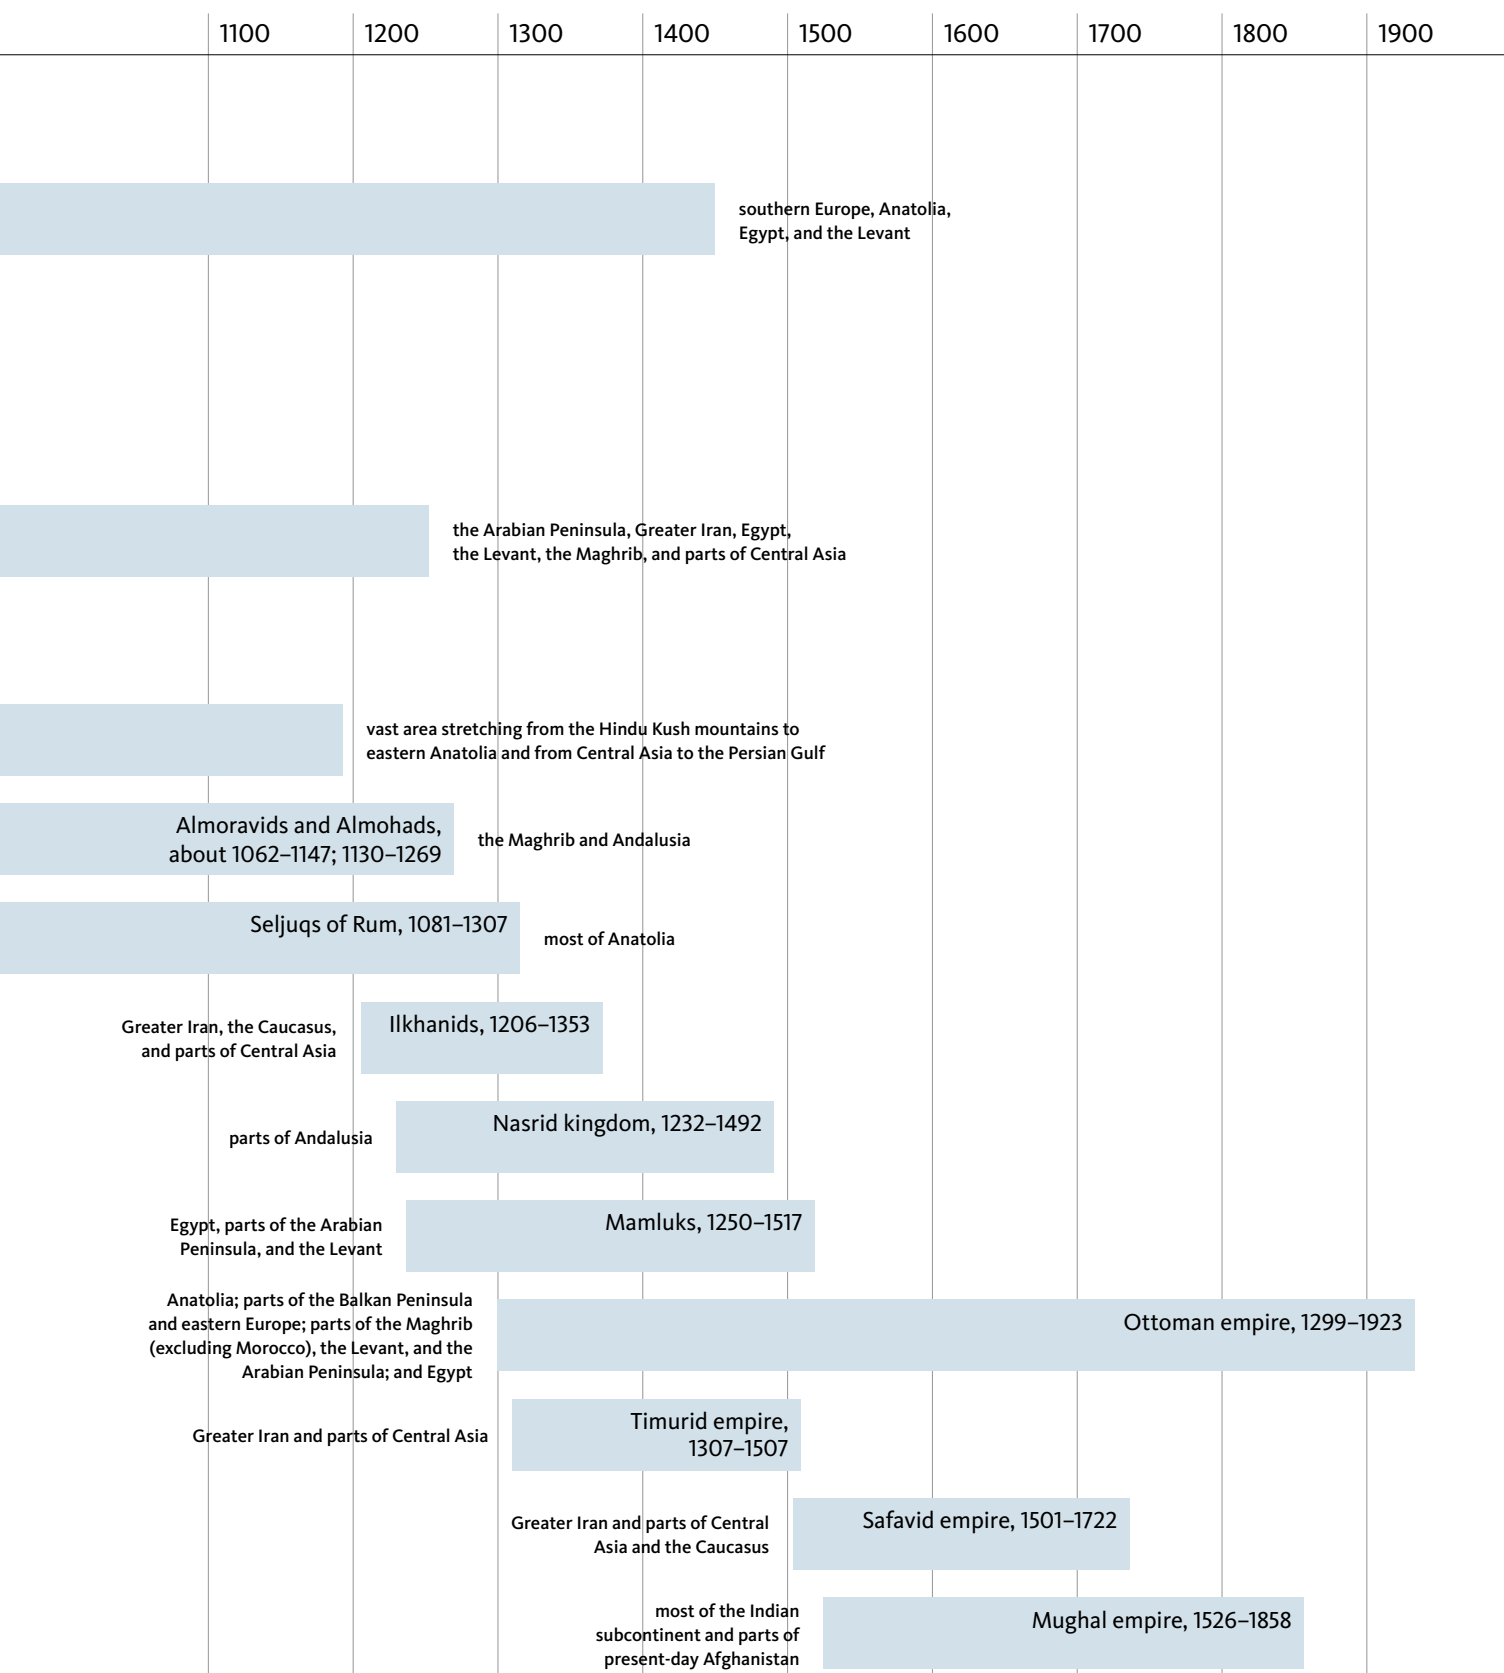 1100 1200 1300 1400 1500 1600 1700 1800 1900
southern Europe, Anatolia,
Egypt, and the Levant
the Arabian Peninsula, Greater Iran, Egypt,
the Levant, the Maghrib, and parts of Central Asia
vast area stretching from the Hindu Kush mountains to
eastern Anatolia and from Central Asia to the Persian Gulf
Almoravids and Almohads,
about 1062–1147; 1130–1269
the Maghrib and Andalusia
Seljuqs of Rum, 1081–1307
most of Anatolia
Greater Iran, the Caucasus,
and parts of Central Asia
Ilkhanids, 1206–1353
parts of Andalusia
Nasrid kingdom, 1232–1492
Egypt, parts of the Arabian
Peninsula, and the Levant
Mamluks, 1250–1517
Anatolia; parts of the Balkan Peninsula
and eastern Europe; parts of the Maghrib
(excluding Morocco), the Levant, and the
Arabian Peninsula; and Egypt
Ottoman empire, 1299–1923
Greater Iran and parts of Central Asia
Timurid empire,
1307–1507
Greater Iran and parts of Central
Asia and the Caucasus
Safavid empire, 1501–1722
most of the Indian
subcontinent and parts of
present-day Afghanistan
Mughal empire, 1526–1858